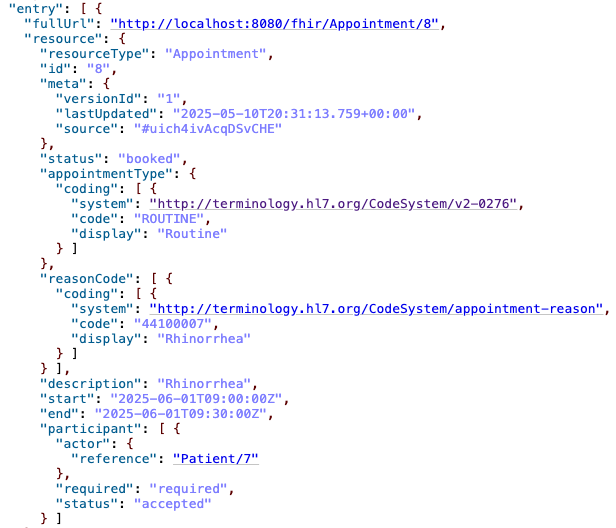 "entry": [ {
"fullUrl": "http://localhost:8080/fhir/Appointment/8",
"resource": {
"resourceType": "Appointment",
"id": "8",
"meta": {
"versionId": "1",
"lastUpdated": "2025-05-10T20:31:13.759+00:00",
"source": "#uich4ivAcqDSvCHE"
},
"status": "booked",
"appointmentType": {
"coding": [ {
"system": "http://terminology.hl7.org/CodeSystem/v2-0276",
"code": "ROUTINE",
"display": "Routine"
} ]
},
"reasonCode": [ {
"coding": [ {
"system": "http://terminology.hl7.org/CodeSystem/appointment-reason",
"code": "44100007",
"display": "Rhinorrhea"
} ]
} ],
"description": "Rhinorrhea",
"start": "2025-06-01T09:00:00Z",
"end": "2025-06-01T09:30:00Z",
"participant": [ {
"actor": {
"reference": "Patient/7"
},
"required": "required",
"status": "accepted"
} ]